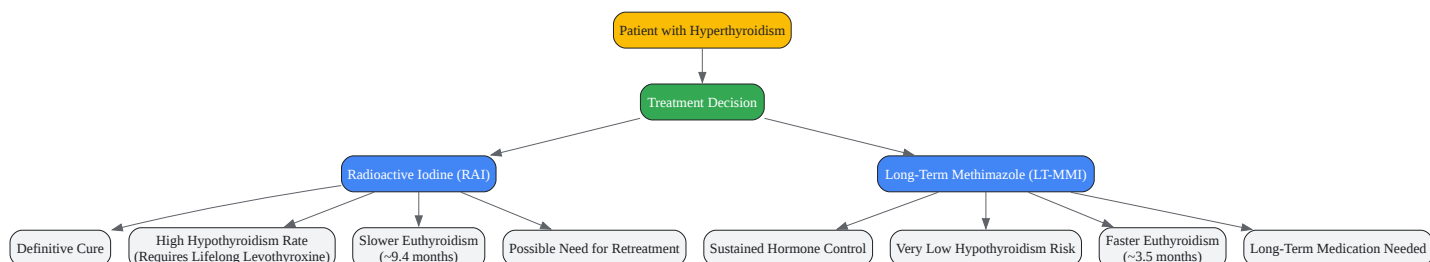 Patient with Hyperthyroidism
Treatment Decision
Radioactive Iodine (RAI)
Long-Term Methimazole (LT-MMI)
Definitive Cure
High Hypothyroidism Rate
(Requires Lifelong Levothyroxine)
Slower Euthyroidism
(~9.4 months)
Possible Need for Retreatment
Sustained Hormone Control
Very Low Hypothyroidism Risk
Faster Euthyroidism
(~3.5 months)
Long-Term Medication Needed